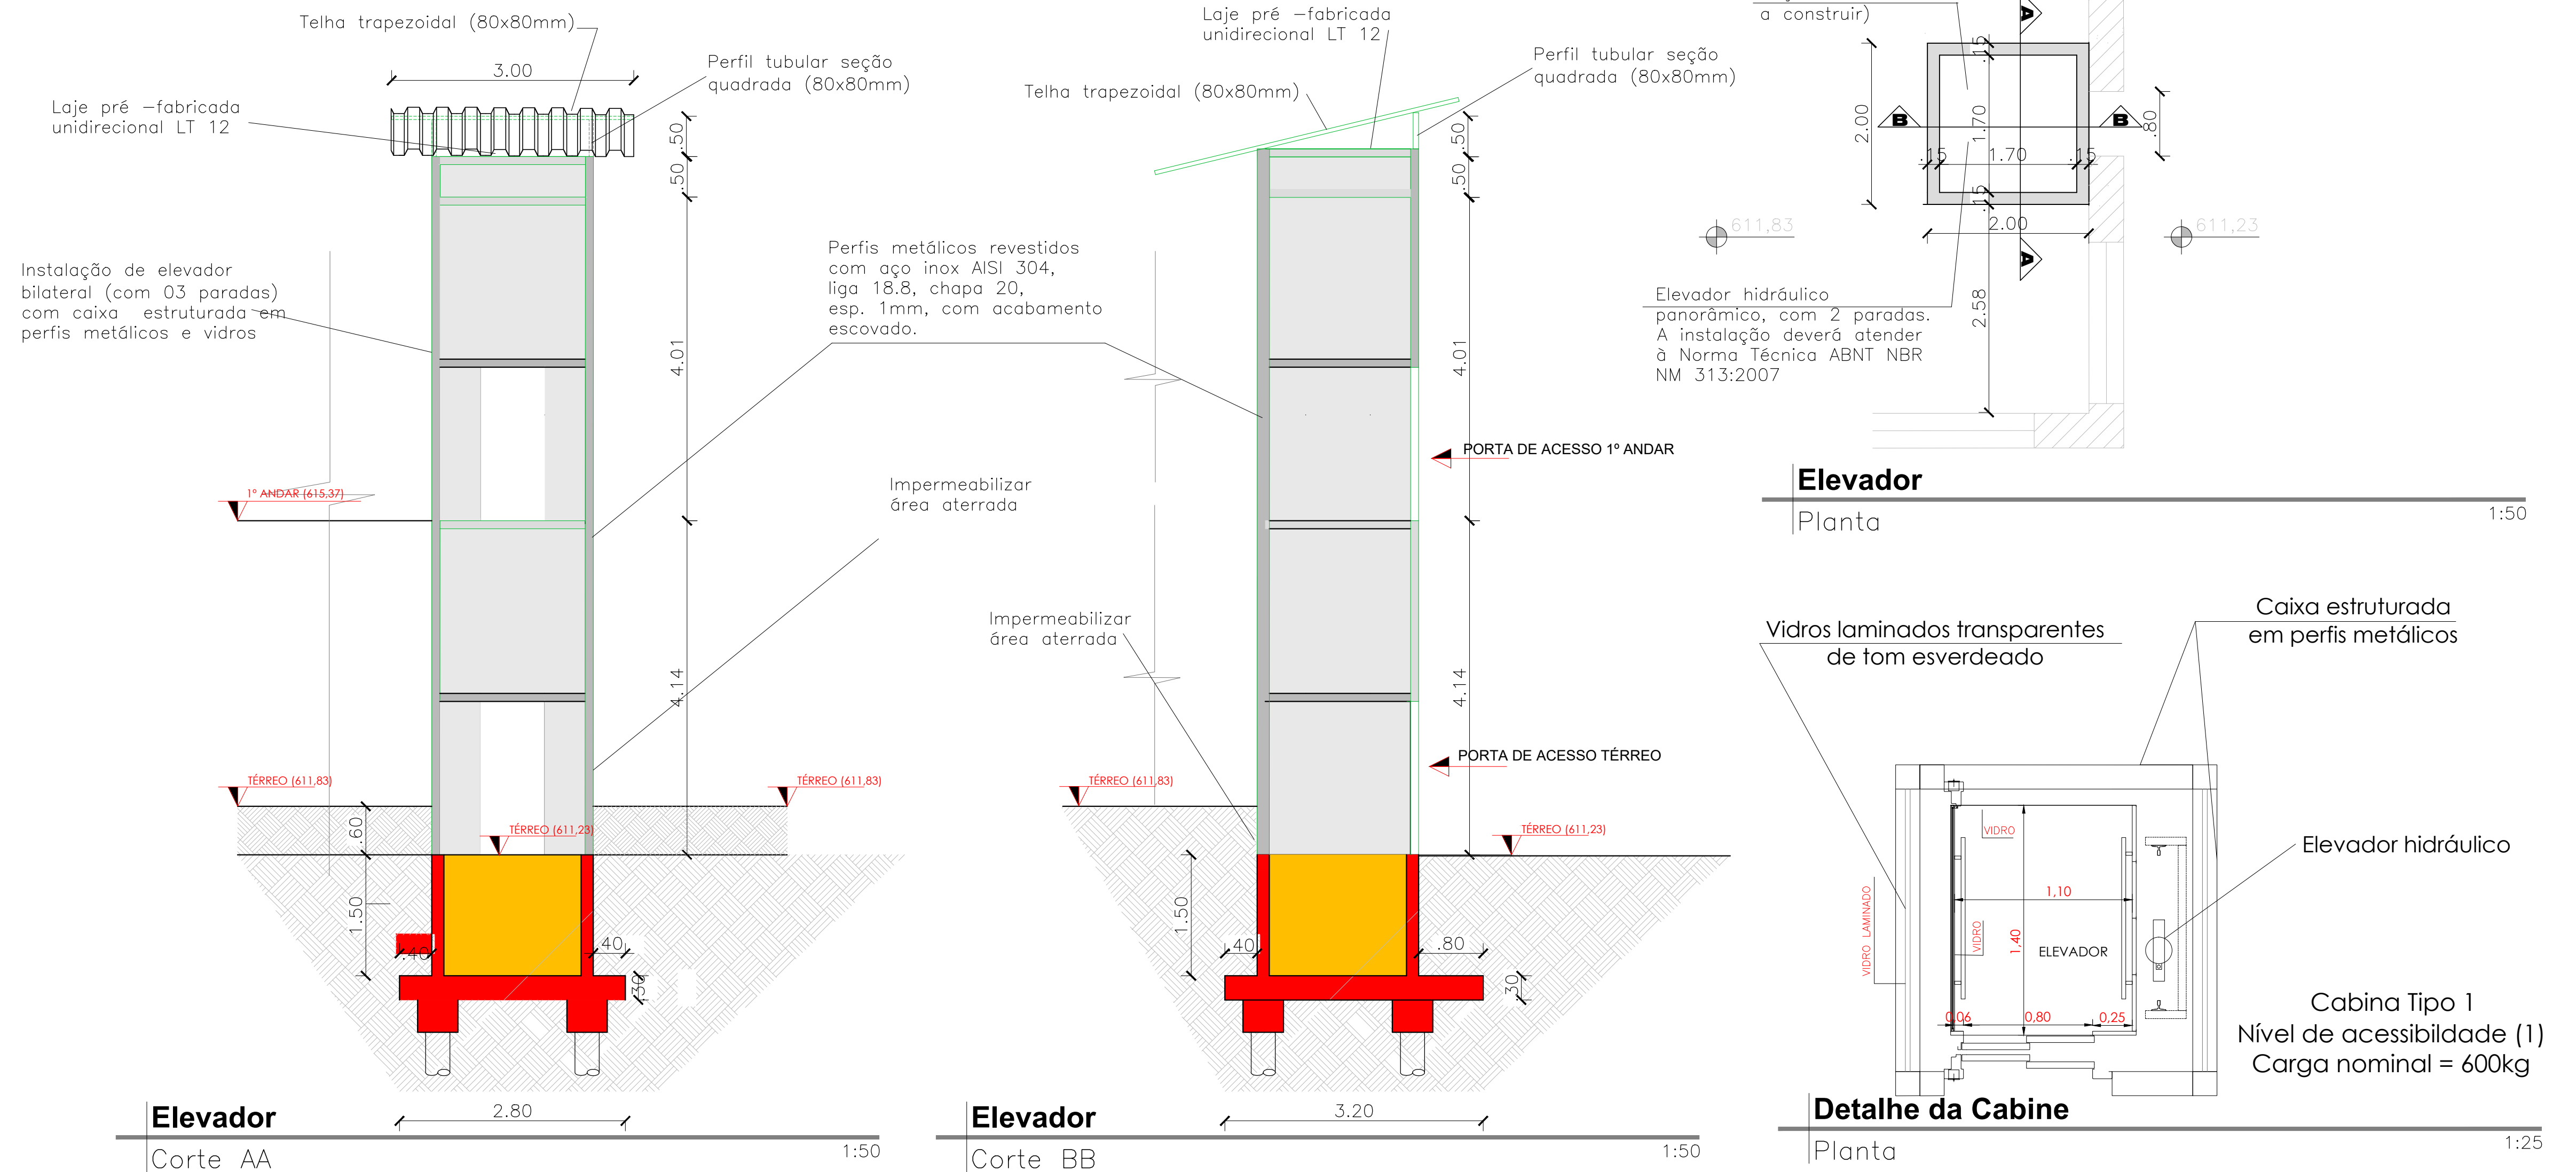 Telha trapezoidal (80x80mm)
3.00
Perfil tubular seção
quadrada (80x80mm)
Laje pré -fabricada
unidirecional LT 12
.50
.50
Instalação de elevador
bilateral (com 03 paradas)
com caixa estruturada em
perfis metálicos e vidros
Perfis metálicos revestidos
com aço inox AISI 304,
liga 18.8, chapa 20,
esp. 1mm, com acabamento
escovado.
4.01
1º ANDAR (615,37)
Impermeabilizar
área aterrada
4.14
TÉRREO (611,83)
TÉRREO (611,83)
TÉRREO (611,23)
.60
1.50
.40
.40
.30
2.80
Elevador
Corte AA
1:50
Laje pré -fabricada
unidirecional LT 12
Perfil tubular seção
quadrada (80x80mm)
Telha trapezoidal (80x80mm)
.50
.50
4.01
PORTA DE ACESSO 1º ANDAR
Impermeabilizar
área aterrada
4.14
PORTA DE ACESSO TÉRREO
TÉRREO (611,83)
TÉRREO (611,23)
1.50
.40
.80
.30
3.20
Elevador
Corte BB
1:50
a construir)
A
.15
2.00
B
1.70
B
.80
.15
1.70
.15
.15
2.00
611,83
611,23
A
2.58
Elevador hidráulico
panorâmico, com 2 paradas.
A instalação deverá atender
à Norma Técnica ABNT NBR
NM 313:2007
Elevador
Planta
1:50
Caixa estruturada
em perfis metálicos
Vidros laminados transparentes
de tom esverdeado
VIDRO
Elevador hidráulico
1,10
VIDRO LAMINADO
VIDRO
1,40
ELEVADOR
0,06
0,80
0,25
Cabina Tipo 1
Nível de acessibildade (1)
Carga nominal = 600kg
Detalhe da Cabine
Planta
1:25